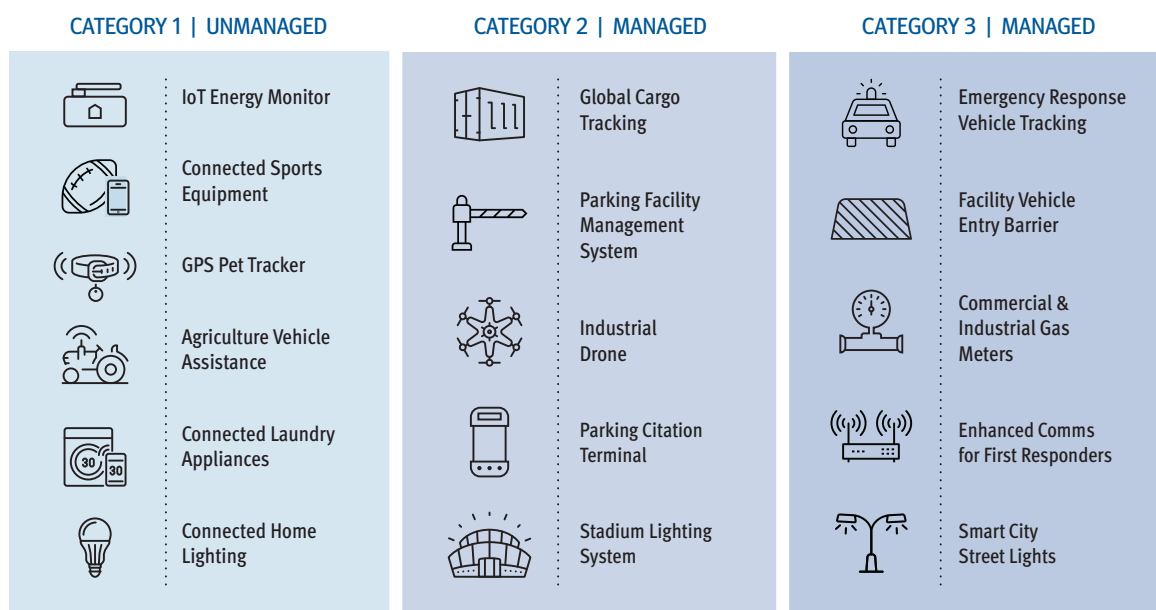 CATEGORY 1 | UNMANAGED
IoT Energy Monitor
Connected Sports
Equipment
GPS Pet Tracker
Agriculture Vehicle
Assistance
30
30
Connected Laundry
Appliances
Connected Home
Lighting
CATEGORY 2 | MANAGED
Global Cargo
Tracking
Parking Facility
Management
System
Industrial
Drone
Parking Citation
Terminal
Stadium Lighting
System
CATEGORY 3 | MANAGED
Emergency Response
Vehicle Tracking
Facility Vehicle
Entry Barrier
Commercial &
Industrial Gas
Meters
Enhanced Comms
for First Responders
Smart City
Street Lights